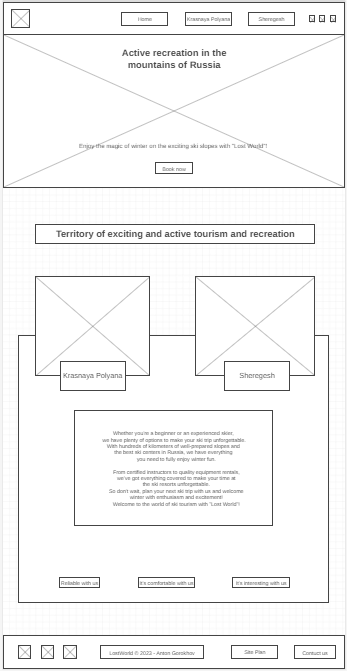 Home
Krasnaya Polyana
Sheregesh
Active recreation in the
mountains of Russia
Enjoy the magic of winter on the exciting ski slopes with "Lost World"!
Book now
Territory of exciting and active tourism and recreation
Krasnaya Polyana
Sheregesh
Whether you're a beginner or an experienced skier,
we have plenty of options to make your ski trip unforgettable.
With hundreds of kilometers of well-prepared slopes and
the best ski centers in Russia, we have everything
you need to fully enjoy winter fun.
From certified instructors to quality equipment rentals,
we've got everything covered to make your time at
the ski resorts unforgettable.
So don't wait, plan your next ski trip with us and welcome
winter with enthusiasm and excitement!
Welcome to the world of ski tourism with "Lost World"!
Reliable with us
It's comfortable with us
It's interesting with us
LostWorld © 2023 - Anton Gorokhov
Site Plan
Contact us